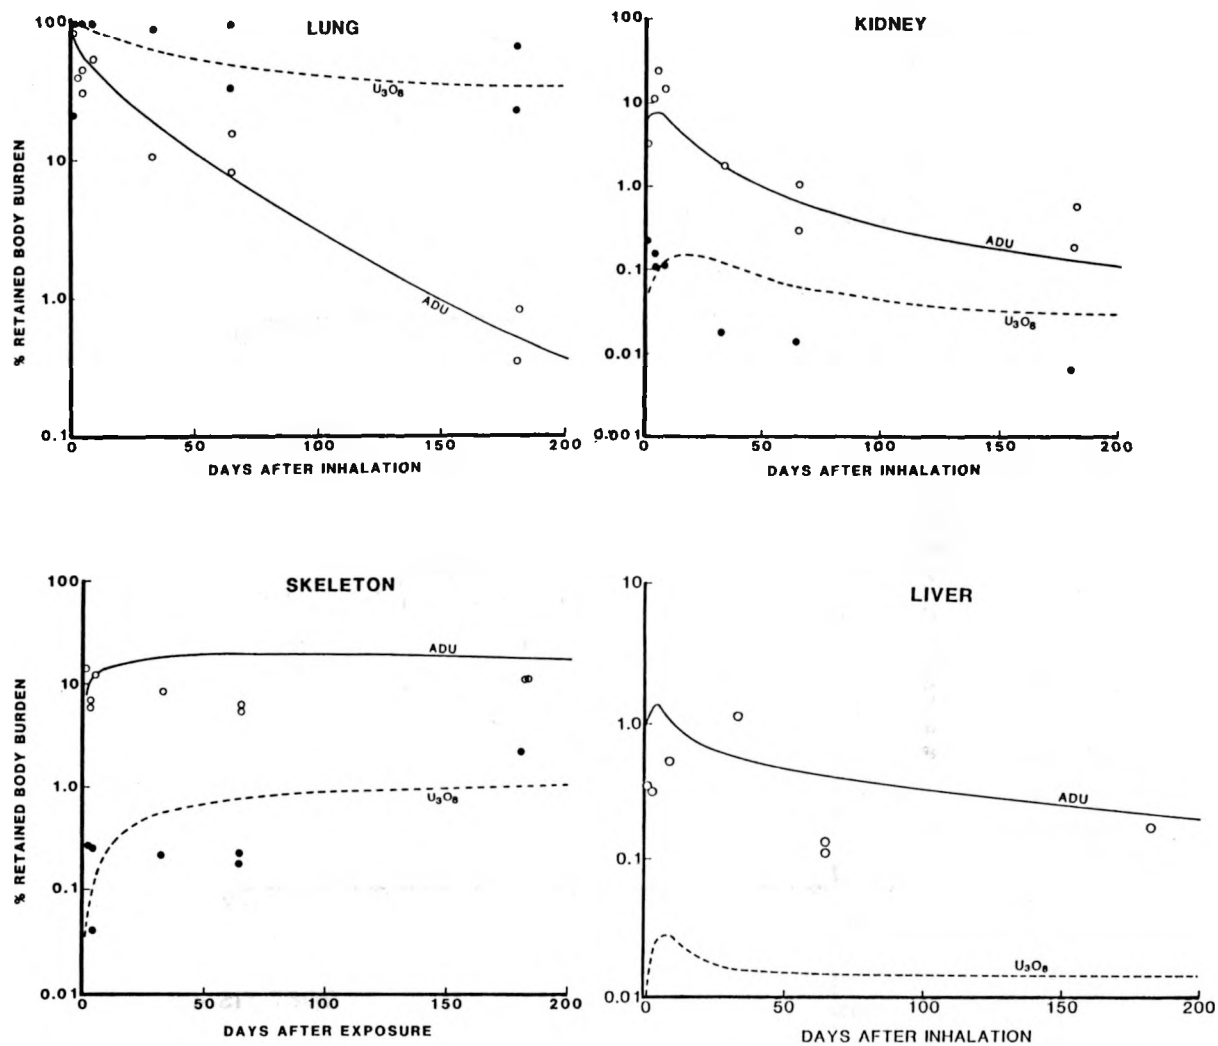 LUNG
100
10
1.0
0.1
0
50
100
150
200
U₃O₈
ADU
% RETAINED BODY BURDEN
DAYS AFTER INHALATION
KIDNEY
100
10
1.0
0.1
0.01
0.001
0
50
100
150
200
ADU
U₃O₈
DAYS AFTER INHALATION
SKELETON
100
10
1.0
0.1
0.01
0
50
100
150
200
ADU
U₃O₈
% RETAINED BODY BURDEN
DAYS AFTER EXPOSURE
LIVER
10
1.0
0.1
0.01
0
50
100
150
200
ADU
U₃O₈
DAYS AFTER INHALATION